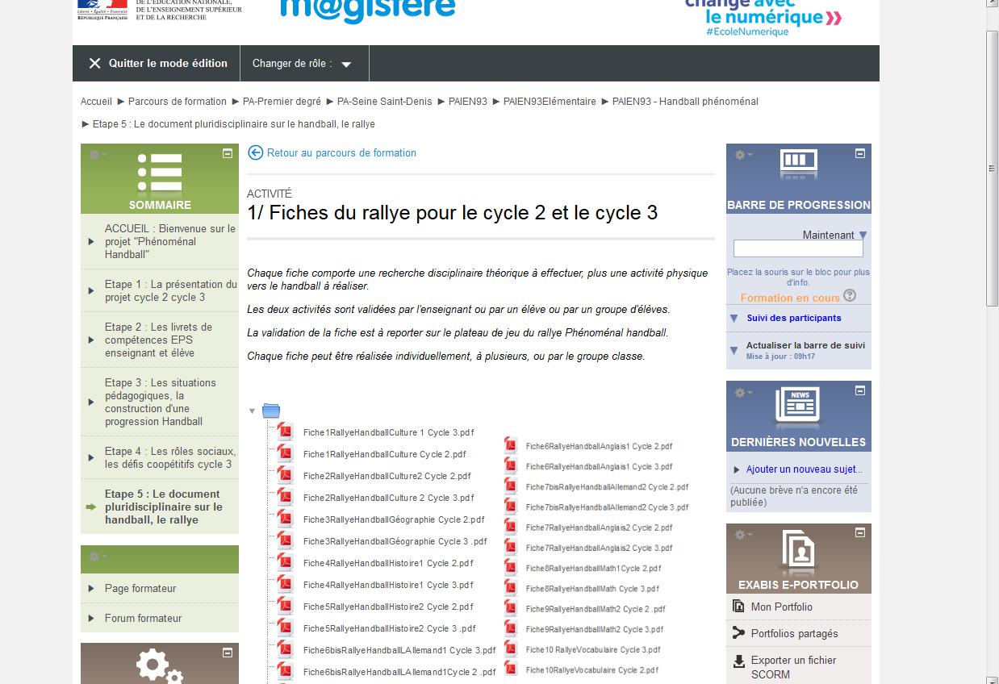 DE L'ÉDUCATION NATIONALE,
DE L'ENSEIGNEMENT SUPÉRIEUR
ET DE LA RECHERCHE
Liberté • Égalité • Fraternité
RÉPUBLIQUE FRANÇAISE
m@gistère
change avec
le numérique
#EcoleNumerique
Quitter le mode édition
Changer de rôle :
Accueil ► Parcours de formation ► PA-Premier degré ► PA-Seine Saint-Denis ► PAIEN93 ► PAIEN93Elémentaire ► PAIEN93 - Handball phénoménal
► Etape 5 : Le document pluridisciplinaire sur le handball, le rallye
SOMMAIRE
ACCUEIL : Bienvenue sur le
projet "Phénoménal
Handball"
Etape 1 : La présentation du
projet cycle 2 cycle 3
Etape 2 : Les livrets de
compétences EPS
enseignant et élève
Etape 3 : Les situations
pédagogiques, la
construction d'une
progression Handball
Etape 4 : Les rôles sociaux,
les défis coopétitifs cycle 3
Etape 5 : Le document
pluridisciplinaire sur le
handball, le rallye
Page formateur
Forum formateur
Retour au parcours de formation
ACTIVITÉ
1/ Fiches du rallye pour le cycle 2 et le cycle 3
Chaque fiche comporte une recherche disciplinaire théorique à effectuer, plus une activité physique
vers le handball à réaliser.
Les deux activités sont validées par l'enseignant ou par un élève ou par un groupe d'élèves.
La validation de la fiche est à reporter sur le plateau de jeu du rallye Phénoménal handball.
Chaque fiche peut être réalisée individuellement, à plusieurs, ou par le groupe classe.
Fiche1RallyeHandballCulture 1 Cycle 3.pdf
Fiche1RallyeHandballCulture Cycle 2.pdf
Fiche2RallyeHandballCulture2 Cycle 2.pdf
Fiche2RallyeHandballCulture 2 Cycle 3.pdf
Fiche3RallyeHandballGéographie Cycle 2.pdf
Fiche3RallyeHandballGéographie Cycle 3 .pdf
Fiche4RallyeHandballHistoire1 Cycle 2.pdf
Fiche4RallyeHandballHistoire1 Cycle 3.pdf
Fiche5RallyeHandballHistoire2 Cycle 2.pdf
Fiche5RallyeHandballHistoire2 Cycle 3 .pdf
Fiche6bisRallyeHandballLAllemand1 Cycle 3.pdf
Fiche6bisRallyeHandballLAllemand1Cycle 2 .pdf
Fiche6RallyeHandballAnglais1 Cycle 2.pdf
Fiche6RallyeHandballAnglais1 Cycle 3.pdf
Fiche7bisRallyeHandballAllemand2 Cycle 2.pdf
Fiche7bisRallyeHandballAllemand2 Cycle 3.pdf
Fiche7RallyeHandballAnglais2 Cycle 2.pdf
Fiche7RallyeHandballAnglais2 Cycle 3.pdf
Fiche8RallyeHandballMath1Cycle 2.pdf
Fiche8RallyeHandballMath Cycle 3.pdf
Fiche9RallyeHandballMath2 Cycle 2 .pdf
Fiche9RallyeHandballMath2 Cycle 3.pdf
Fiche10 RallyeVocabulaire Cycle 3.pdf
Fiche10RallyeVocabulaire Cycle 2.pdf
BARRE DE PROGRESSION
Maintenant
Placez la souris sur le bloc pour plus
d'info.
Formation en cours
Suivi des participants
Actualiser la barre de suivi
Mise à jour : 09h17
NEWS
DERNIÈRES NOUVELLES
Ajouter un nouveau sujet...
(Aucune brève n'a encore été
publiée)
EXABIS E-PORTFOLIO
Mon Portfolio
Portfolios partagés
Exporter un fichier
SCORM